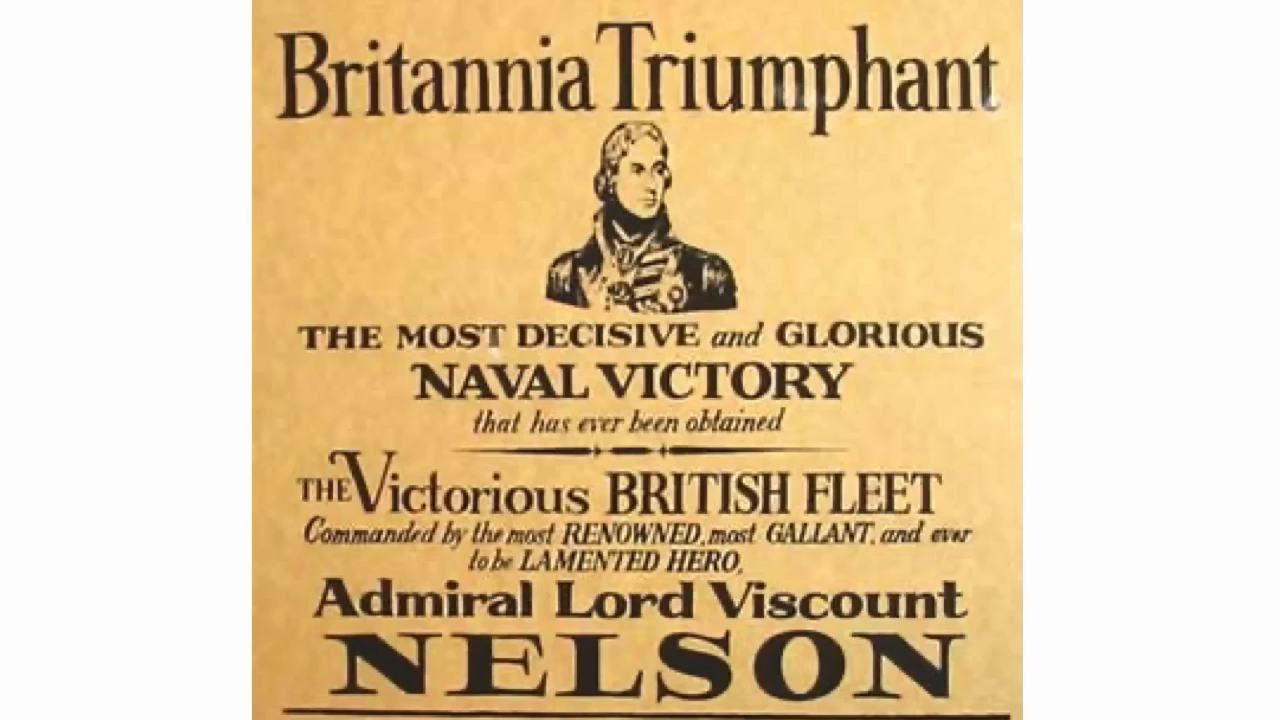 Britannia Triumphant
THE MOST DECISIVE and GLORIOUS
NAVAL VICTORY
that has ever been obtained
THE Victorious BRITISH FLEET
Commanded by the most RENOWNED, most GALLANT, and ever
to be LAMENTED HERO,
Admiral Lord Viscount
NELSON